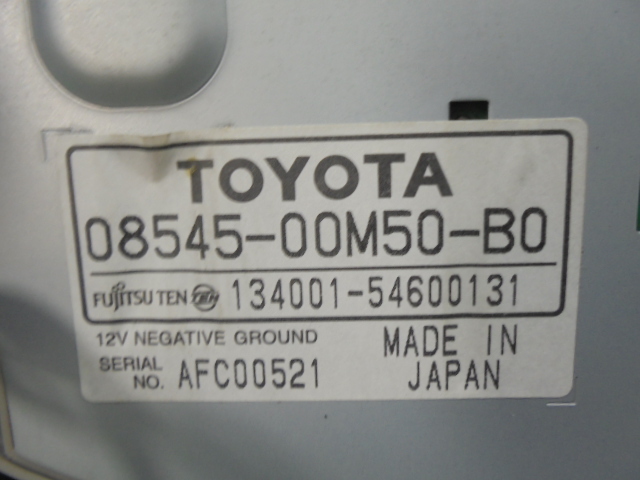 TOYOTA
08545-00M50-B0
FUJITSU TEN 134001-54600131
12V NEGATIVE GROUND
SERIAL NO. AFC00521
MADE IN
JAPAN